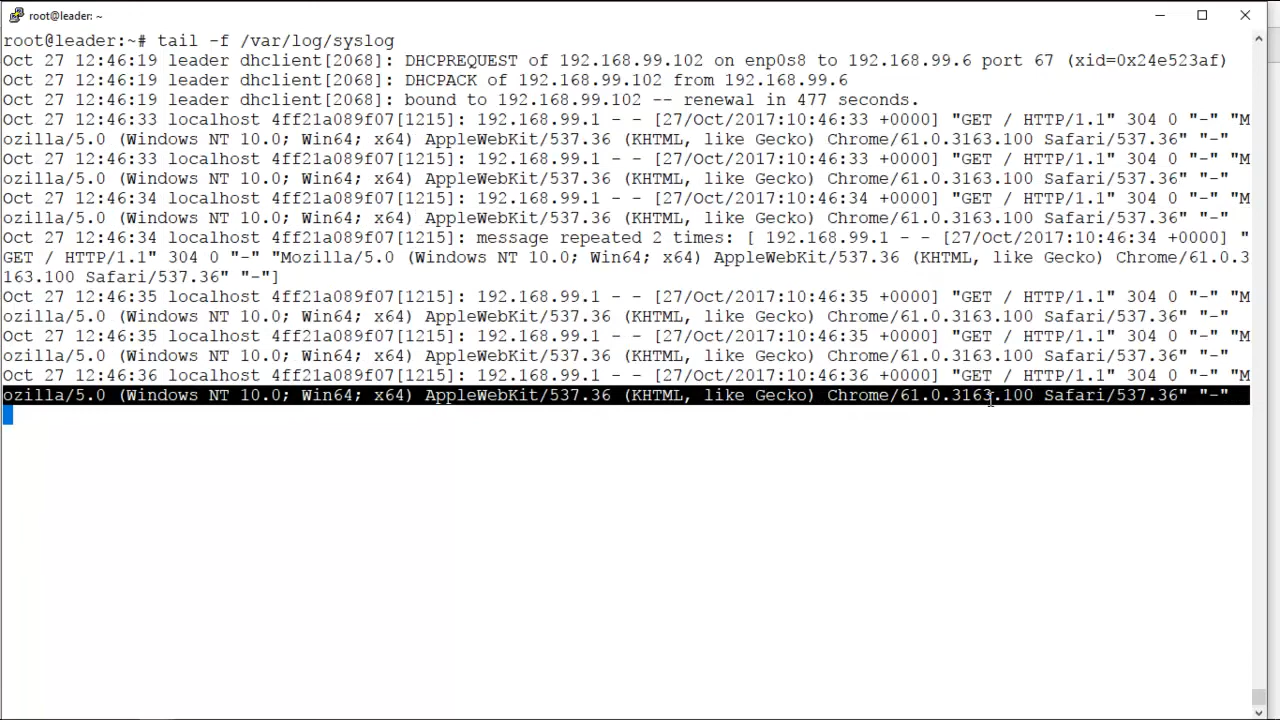 root@leader: ~
root@leader:~# tail -f /var/log/syslog
Oct 27 12:46:19 leader dhclient[2068]: DHCPREQUEST of 192.168.99.102 on enp0s8 to 192.168.99.6 port 67 (xid=0x24e523af)
Oct 27 12:46:19 leader dhclient[2068]: DHCPACK of 192.168.99.102 from 192.168.99.6
Oct 27 12:46:19 leader dhclient[2068]: bound to 192.168.99.102 -- renewal in 477 seconds.
Oct 27 12:46:33 localhost 4ff21a089f07[1215]: 192.168.99.1 - - [27/Oct/2017:10:46:33 +0000] "GET / HTTP/1.1" 304 0 "-" "M
ozilla/5.0 (Windows NT 10.0; Win64; x64) AppleWebKit/537.36 (KHTML, like Gecko) Chrome/61.0.3163.100 Safari/537.36" "-"
Oct 27 12:46:33 localhost 4ff21a089f07[1215]: 192.168.99.1 - - [27/Oct/2017:10:46:33 +0000] "GET / HTTP/1.1" 304 0 "-" "M
ozilla/5.0 (Windows NT 10.0; Win64; x64) AppleWebKit/537.36 (KHTML, like Gecko) Chrome/61.0.3163.100 Safari/537.36" "-"
Oct 27 12:46:34 localhost 4ff21a089f07[1215]: 192.168.99.1 - - [27/Oct/2017:10:46:34 +0000] "GET / HTTP/1.1" 304 0 "-" "M
ozilla/5.0 (Windows NT 10.0; Win64; x64) AppleWebKit/537.36 (KHTML, like Gecko) Chrome/61.0.3163.100 Safari/537.36" "-"
Oct 27 12:46:34 localhost 4ff21a089f07[1215]: message repeated 2 times: [ 192.168.99.1 - - [27/Oct/2017:10:46:34 +0000] "
GET / HTTP/1.1" 304 0 "-" "Mozilla/5.0 (Windows NT 10.0; Win64; x64) AppleWebKit/537.36 (KHTML, like Gecko) Chrome/61.0.3
163.100 Safari/537.36" "-"]
Oct 27 12:46:35 localhost 4ff21a089f07[1215]: 192.168.99.1 - - [27/Oct/2017:10:46:35 +0000] "GET / HTTP/1.1" 304 0 "-" "M
ozilla/5.0 (Windows NT 10.0; Win64; x64) AppleWebKit/537.36 (KHTML, like Gecko) Chrome/61.0.3163.100 Safari/537.36" "-"
Oct 27 12:46:35 localhost 4ff21a089f07[1215]: 192.168.99.1 - - [27/Oct/2017:10:46:35 +0000] "GET / HTTP/1.1" 304 0 "-" "M
ozilla/5.0 (Windows NT 10.0; Win64; x64) AppleWebKit/537.36 (KHTML, like Gecko) Chrome/61.0.3163.100 Safari/537.36" "-"
Oct 27 12:46:36 localhost 4ff21a089f07[1215]: 192.168.99.1 - - [27/Oct/2017:10:46:36 +0000] "GET / HTTP/1.1" 304 0 "-" "M
ozilla/5.0 (Windows NT 10.0; Win64; x64) AppleWebKit/537.36 (KHTML, like Gecko) Chrome/61.0.3163.100 Safari/537.36" "-"